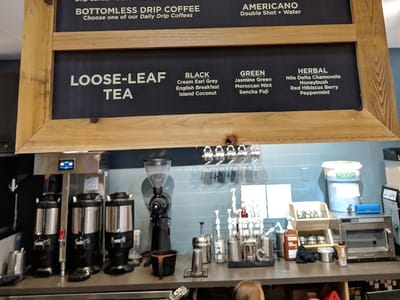 BOTTOMLESS DRIP COFFEE
Choose one of our Daily Drip Coffees
AMERICANO
Double Shot + Water
LOOSE-LEAF
TEA
BLACK
Cream Earl Grey
English Breakfast
Island Coconut
GREEN
Jasmine Green
Moroccan Mint
Sencha Fuji
HERBAL
Nile Delta Chamomile
Honeybush
Red Hibiscus Berry
Peppermint